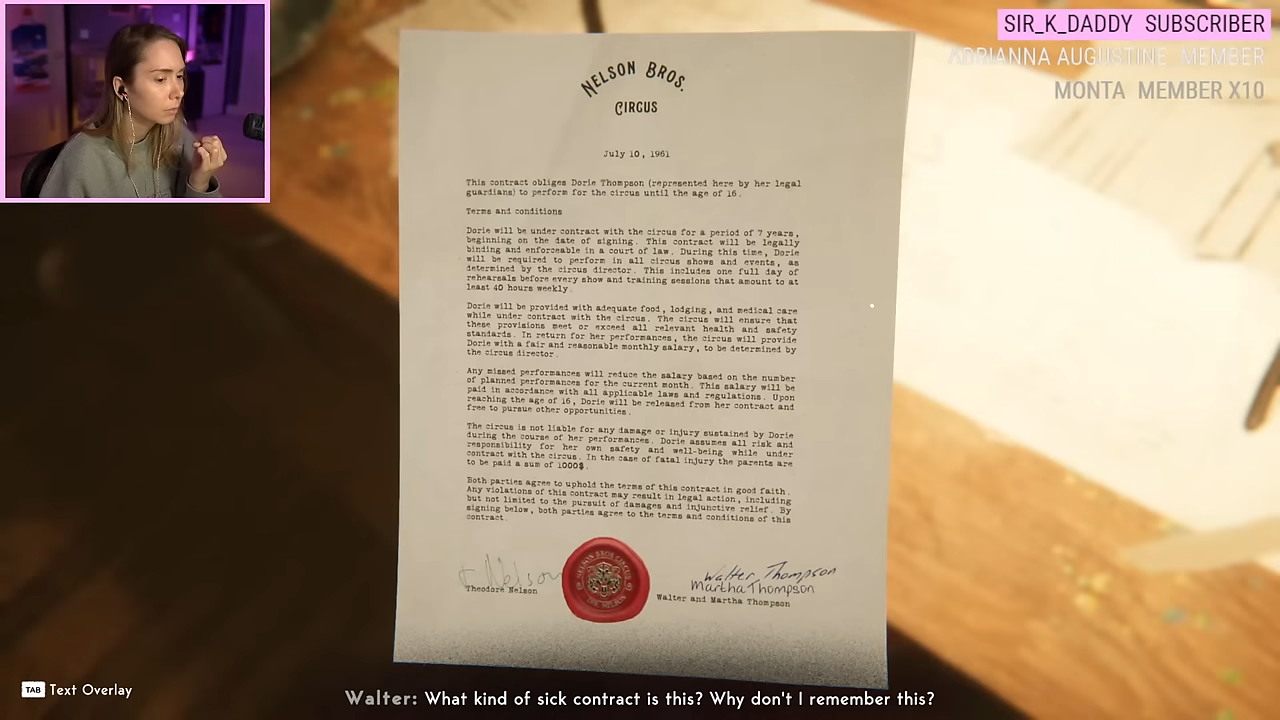 SIR_K_DADDY SUBSCRIBER
ADRIANNA AUGUSTINE MEMBER
MONTA MEMBER X10
NELSON BROS.
CIRCUS
July 10, 1961
This contract obliges Dorie Thompson (represented here by her legal
guardians) to perform for the circus until the age of 16.
Terms and conditions
Dorie will be under contract with the circus for a period of 7 years,
beginning on the date of signing. This contract will be legally
binding and enforceable in a court of law. During this time, Dorie
will be required to perform in all circus shows and events, as
determined by the circus director. This includes one full day of
rehearsals before every show and training sessions that amount to at
least 40 hours weekly.
Dorie will be provided with adequate food, lodging, and medical care
while under contract with the circus. The circus will ensure that
these provisions meet or exceed all relevant health and safety
standards. In return for her performances, the circus will provide
Dorie with a fair and reasonable monthly salary, to be determined by
the circus director.
Any missed performances will reduce the salary based on the number
of planned performances for the current month. This salary will be
paid in accordance with all applicable laws and regulations. Upon
reaching the age of 16, Dorie will be released from her contract and
free to pursue other opportunities.
The circus is not liable for any damage or injury sustained by Dorie
during the course of her performances. Dorie assumes all risk and
responsibility for her own safety and well-being while under
contract with the circus. In the case of fatal injury the parents are
to be paid a sum of 1000$.
Both parties agree to uphold the terms of this contract in good faith.
Any violations of this contract may result in legal action, including
but not limited to the pursuit of damages and injunctive relief. By
signing below, both parties agree to the terms and conditions of this
contract.
Nelson
Theodore Nelson
NELSON BROS CIRCUS
Walter Thompson
Martha Thompson
Walter and Martha Thompson
TAB Text Overlay
Walter: What kind of sick contract is this? Why don't I remember this?